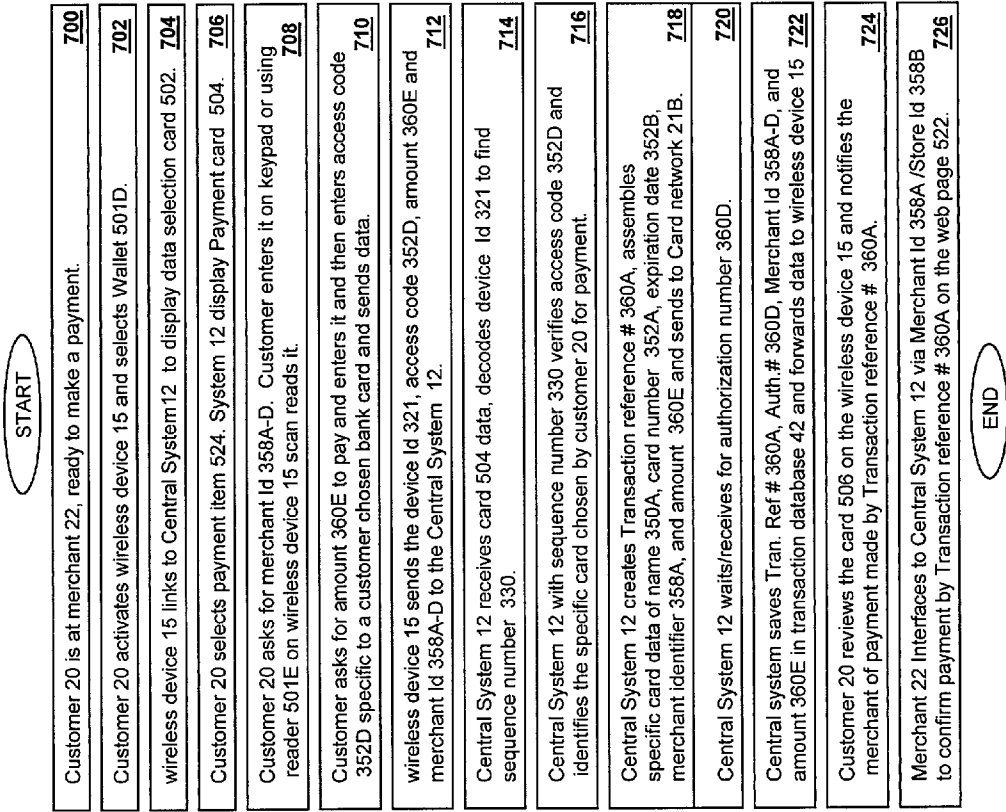 START
Customer 20 is at merchant 22, ready to make a payment. 700
Customer 20 activates wireless device 15 and selects Wallet 501D. 702
wireless device 15 links to Central System12 to display data selection card 502. 704
Customer 20 selects payment item 524. System 12 display Payment card 504. 706
Customer 20 asks for merchant Id 358A-D. Customer enters it on keypad or using
reader 501E on wireless device 15 scan reads it. 708
Customer asks for amount 360E to pay and enters it and then enters access code
352D specific to a customer chosen bank card and sends data. 710
wireless device 15 sends the device Id 321, access code 352D, amount 360E and
merchant Id 358A-D to the Central System 12. 712
Central System 12 receives card 504 data, decodes device Id 321 to find
sequence number 330. 714
Central System 12 with sequence number 330 verifies access code 352D and
identifies the specific card chosen by customer 20 for payment. 716
Central System 12 creates Transaction reference # 360A, assembles
specific card data of name 350A, card number 352A, expiration date 352B,
merchant identifier 358A, and amount 360E and sends to Card network 21B. 718
Central System 12 waits/receives for authorization number 360D. 720
Central system saves Tran. Ref # 360A, Auth.# 360D, Merchant Id 358A-D, and
amount 360E in transaction database 42 and forwards data to wireless device 15 722
Customer 20 reviews the card 506 on the wireless device 15 and notifies the
merchant of payment made by Transaction reference # 360A. 724
Merchant 22 Interfaces to Central System 12 via Merchant Id 358A /Store Id 358B
to confirm payment by Transaction reference # 360A on the web page 522. 726
END